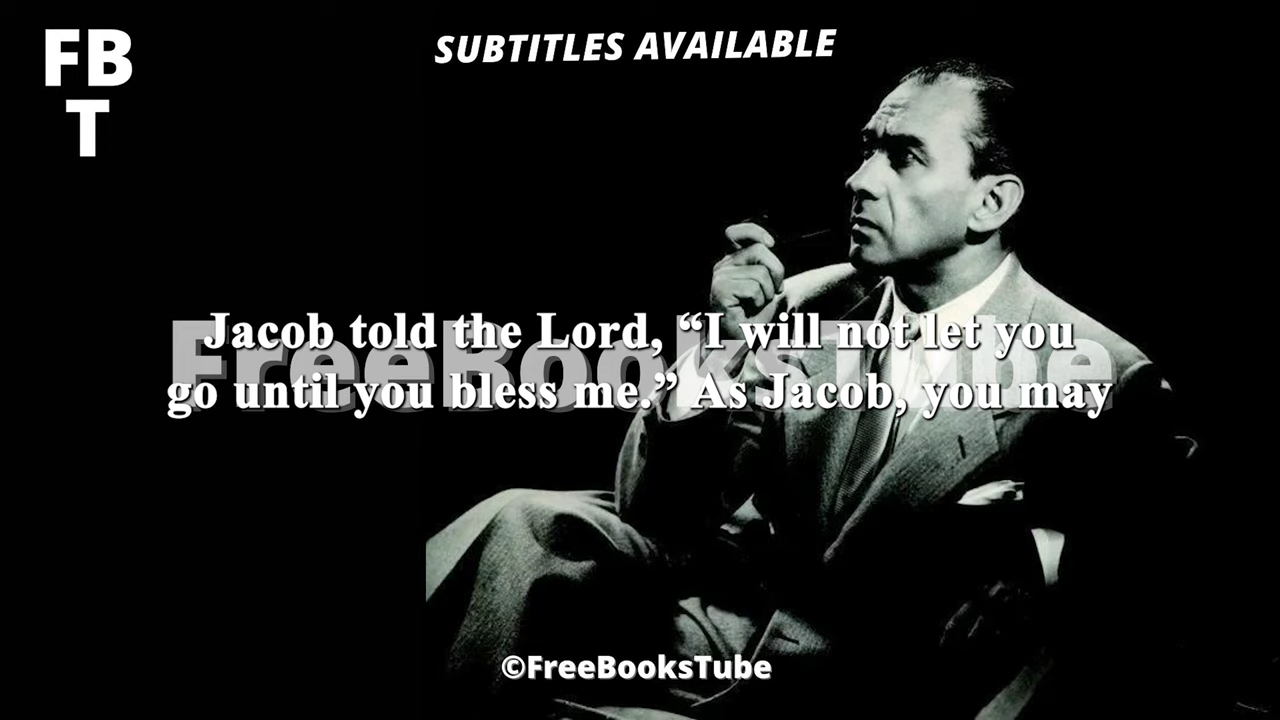 FB
T
SUBTITLES AVAILABLE
Jacob told the Lord, “I will not let you
go until you bless me.” As Jacob, you may
FreeBooksTube
©FreeBooksTube